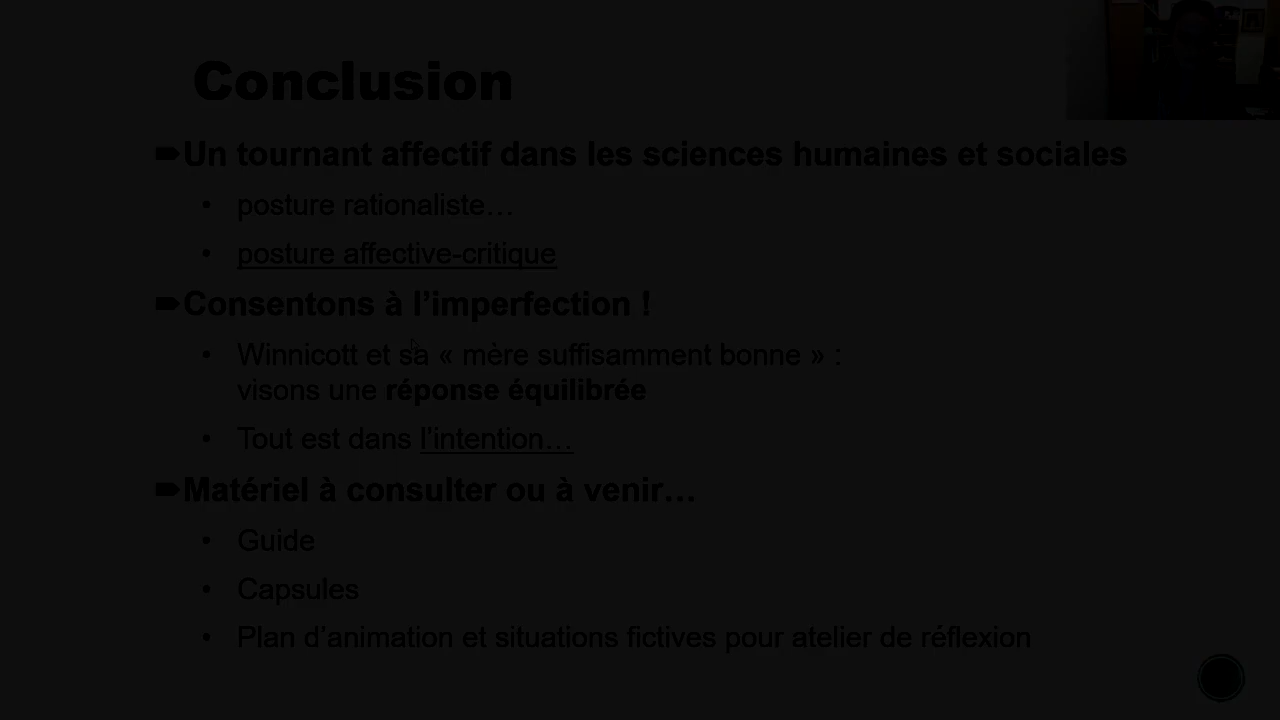 Conclusion
Un tournant affectif dans les sciences humaines et sociales
• posture rationaliste…
• posture affective-critique
Consentons à l’imperfection !
• Winnicott et sa « mère suffisamment bonne » :
visons une réponse équilibrée
• Tout est dans l’intention…
Matériel à consulter ou à venir…
• Guide
• Capsules
• Plan d’animation et situations fictives pour atelier de réflexion